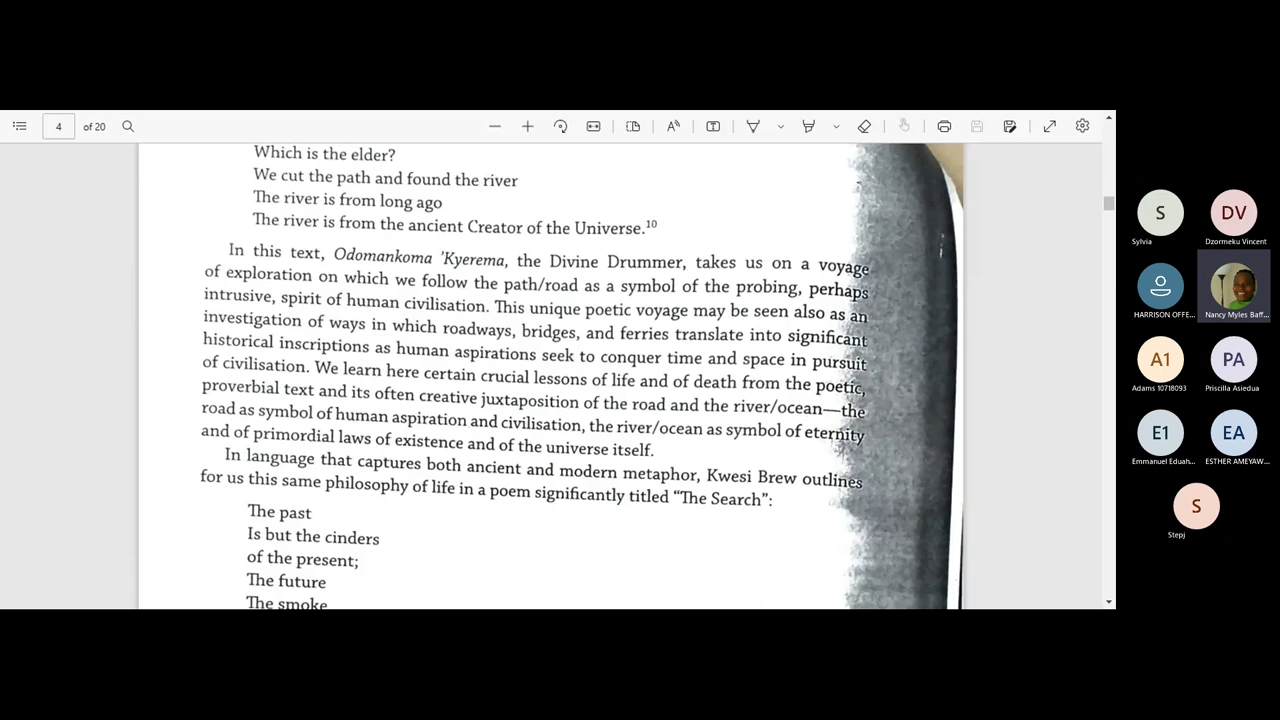 4
of 20
Which is the elder?
We cut the path and found the river
The river is from long ago
The river is from the ancient Creator of the Universe.10
In this text, Odomankoma 'Kyerema, the Divine Drummer, takes us on a voyage
of exploration on which we follow the path/road as a symbol of the probing, perhaps
intrusive, spirit of human civilisation. This unique poetic voyage may be seen also as an
investigation of ways in which roadways, bridges, and ferries translate into significant
historical inscriptions as human aspirations seek to conquer time and space in pursuit
of civilisation. We learn here certain crucial lessons of life and of death from the poetic,
proverbial text and its often creative juxtaposition of the road and the river/ocean—the
road as symbol of human aspiration and civilisation, the river/ocean as symbol of eternity
and of primordial laws of existence and of the universe itself.
In language that captures both ancient and modern metaphor, Kwesi Brew outlines
for us this same philosophy of life in a poem significantly titled “The Search”:
The past
Is but the cinders
of the present;
The future
The smoke
S
Sylvia
DV
Dzormeku Vincent
HARRISON OFFE...
Nancy Myles Baff...
A1
Adams 10718093
PA
Priscilla Asiedua
E1
Emmanuel Eduah...
EA
ESTHER AMEYAW...
S
Stepj